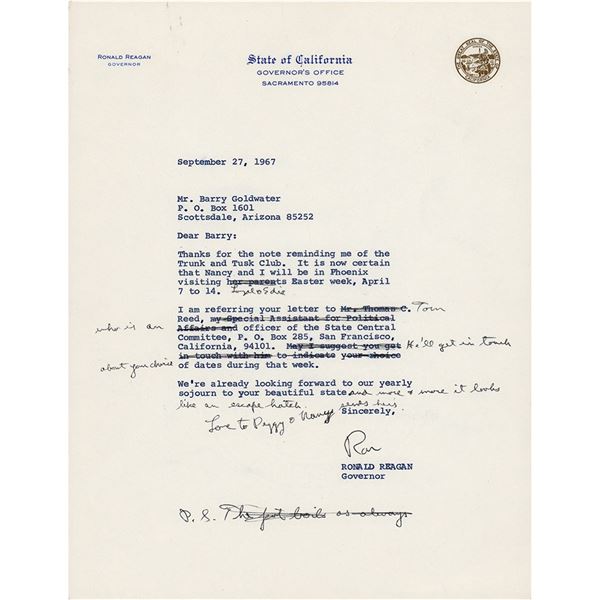 RONALD REAGAN
GOVERNOR
State of California
GOVERNOR'S OFFICE
SACRAMENTO 95814
September 27, 1967
Mr. Barry Goldwater
P. O. Box 1601
Scottsdale, Arizona 85252
Dear Barry:
Thanks for the note reminding me of the
Trunk and Tusk Club. It is now certain
that Nancy and I will be in Phoenix
visiting her parents Easter week, April
7 to 14. Loyal & Edie
I am referring your letter to Mr. Thomas C. Tom
Reed, my Special Assistant for Political
who is an
Affairs and officer of the State Central
Committee, P. O. Box 285, San Francisco,
California, 94101. May I suggest you get He'll get in touch
in touch with him to indicate your choice
about your choice
of dates during that week.
We're already looking forward to our yearly
sojourn to your beautiful state and more & more it looks
like an escape hatch.
Sincerely,
Love to Peggy & Nancy sends hers.
Ron
RONALD REAGAN
Governor
P.S. The pot boils as always